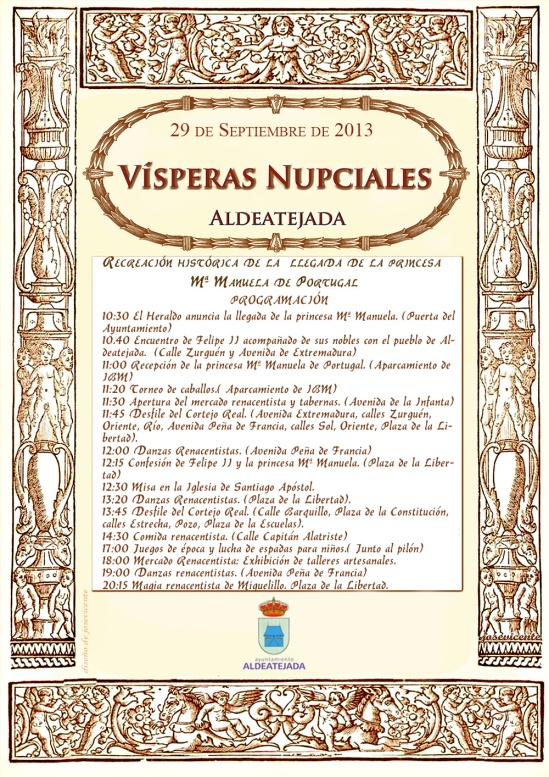 29 DE SEPTIEMBRE DE 2013
VÍSPERAS NUPCIALES
ALDEATEJADA
RECREACIÓN HISTÓRICA DE LA LLEGADA DE LA PRINCESA
Mª MANUELA DE PORTUGAL
PROGRAMACIÓN
10:30 El Heraldo anuncia la llegada de la princesa Mª Manuela. (Puerta del
Ayuntamiento)
10.40 Encuentro de Felipe II acompañado de sus nobles con el pueblo de Al-
deatejada. (Calle Zurguén y Avenida de Extremadura)
11:00 Recepción de la princesa Mª Manuela de Portugal. (Aparcamiento de
IBM)
11:20 Torneo de caballos.( Aparcamiento de IBM)
11:30 Apertura del mercado renacentista y tabernas. (Avenida de la Infanta)
11:45 Desfile del Cortejo Real. (Avenida Extremadura, calles Zurguén,
Oriente, Río, Avenida Peña de Francia, calles Sol, Oriente, Plaza de la Li-
bertad).
12:00 Danzas Renacentistas. (Avenida Peña de Francia)
12:15 Confesión de Felipe II y la princesa Mª Manuela. (Plaza de la Liber-
tad)
12:30 Misa en la Iglesia de Santiago Apóstol.
13:20 Danzas Renacentistas. (Plaza de la Libertad).
13:45 Desfile del Cortejo Real. (Calle Barquillo, Plaza de la Constitución,
calles Estrecha, Pozo, Plaza de la Escuelas).
14:30 Comida renacentista. (Calle Capitán Alatriste)
17:00 Juegos de época y lucha de espadas para niños.( Junto al pilón)
18:00 Mercado Renacentista: Exhibición de talleres artesanales.
19:00 Danzas renacentistas. (Avenida Peña de Francia)
20:15 Magia renacentista de Miguelillo. Plaza de la Libertad.
diseño de josevicente
josevicente
ayuntamiento
ALDEATEJADA